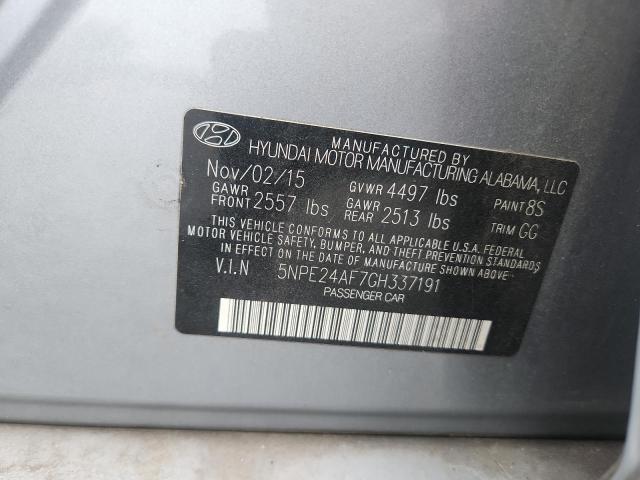 MANUFACTURED BY
HYUNDAI MOTOR MANUFACTURING ALABAMA, LLC
Nov/02/15 GVWR 4497 lbs PAINT 8S
GAWR FRONT 2557 lbs GAWR REAR 2513 lbs TRIM GG
THIS VEHICLE CONFORMS TO ALL APPLICABLE U.S.A. FEDERAL
MOTOR VEHICLE SAFETY, BUMPER, AND THEFT PREVENTION STANDARDS
IN EFFECT ON THE DATE OF MANUFACTURE SHOWN ABOVE.
V.I.N 5NPE24AF7GH337191
PASSENGER CAR